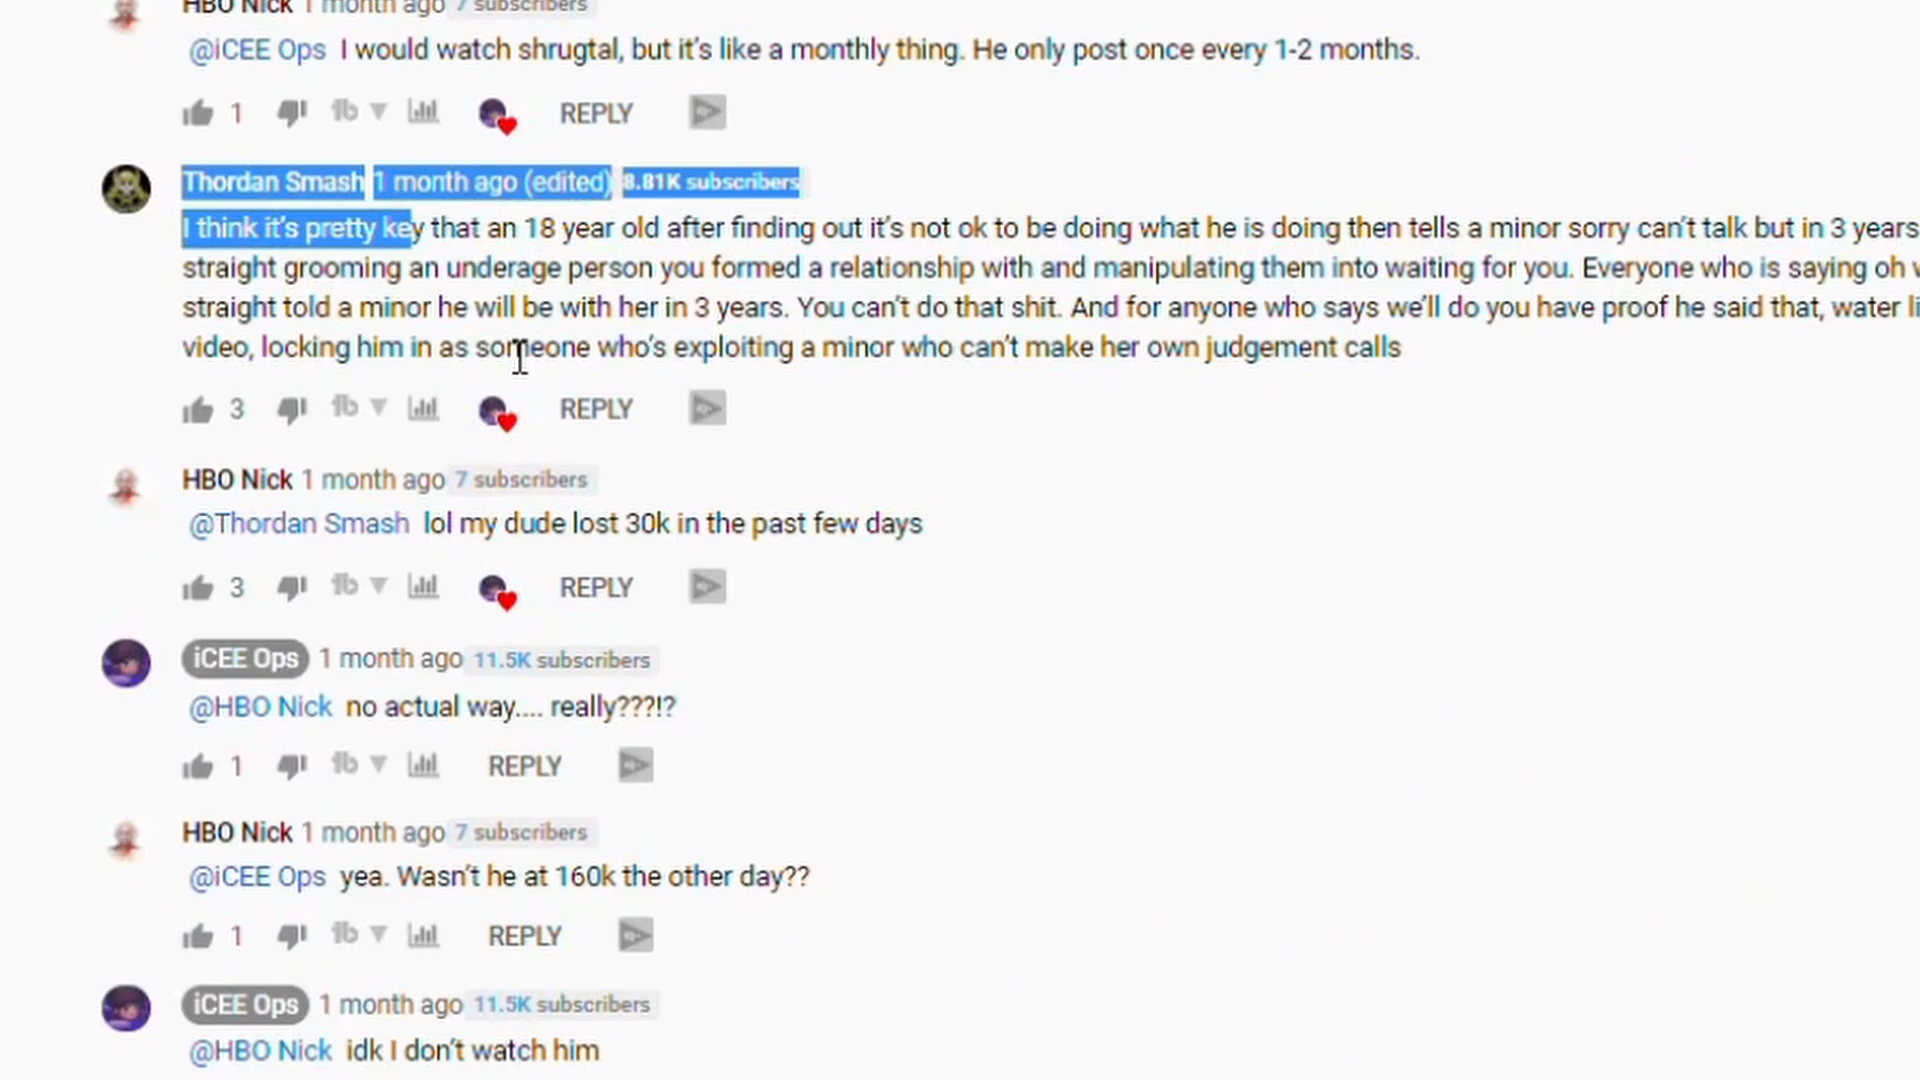 HBO Nick 1 month ago 7 subscribers
@iCEE Ops I would watch shrugtal, but it's like a monthly thing. He only post once every 1-2 months.
1 REPLY
Thordan Smash 1 month ago (edited) 8.81K subscribers
I think it's pretty key that an 18 year old after finding out it's not ok to be doing what he is doing then tells a minor sorry can't talk but in 3 years
straight grooming an underage person you formed a relationship with and manipulating them into waiting for you. Everyone who is saying oh
straight told a minor he will be with her in 3 years. You can't do that shit. And for anyone who says we'll do you have proof he said that, water
video, locking him in as someone who's exploiting a minor who can't make her own judgement calls
3 REPLY
HBO Nick 1 month ago 7 subscribers
@Thordan Smash lol my dude lost 30k in the past few days
3 REPLY
iCEE Ops 1 month ago 11.5K subscribers
@HBO Nick no actual way.... really???!?
1 REPLY
HBO Nick 1 month ago 7 subscribers
@iCEE Ops yea. Wasn't he at 160k the other day??
1 REPLY
iCEE Ops 1 month ago 11.5K subscribers
@HBO Nick idk I don't watch him